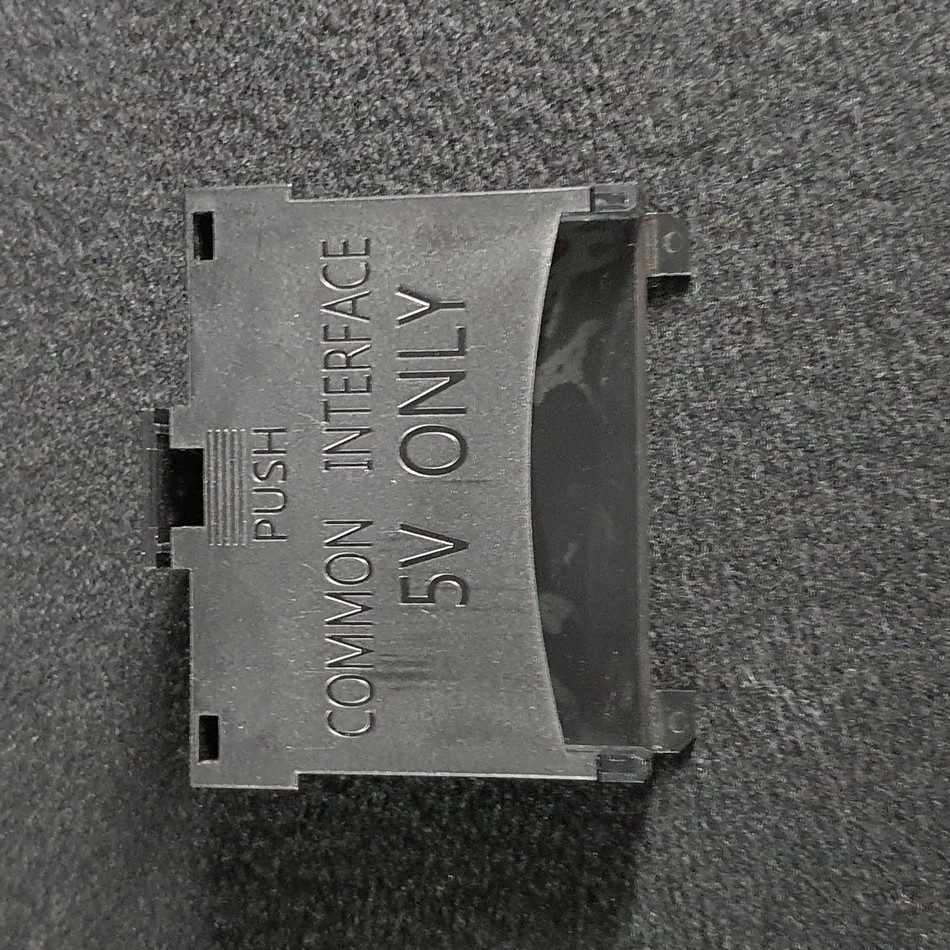 PUSH
COMMON INTERFACE
5V ONLY